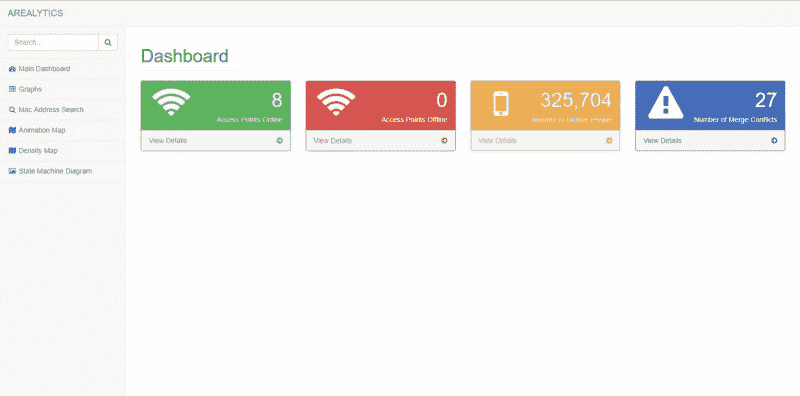 AREALYTICS
Search...
Main Dashboard
Graphs
Mac Address Search
Animation Map
Density Map
State Machine Diagram
Dashboard
8
Access Points Online
View Details
0
Access Points Offline
View Details
325,704
Number of Unique People
View Details
27
Number of Merge Conflicts
View Details